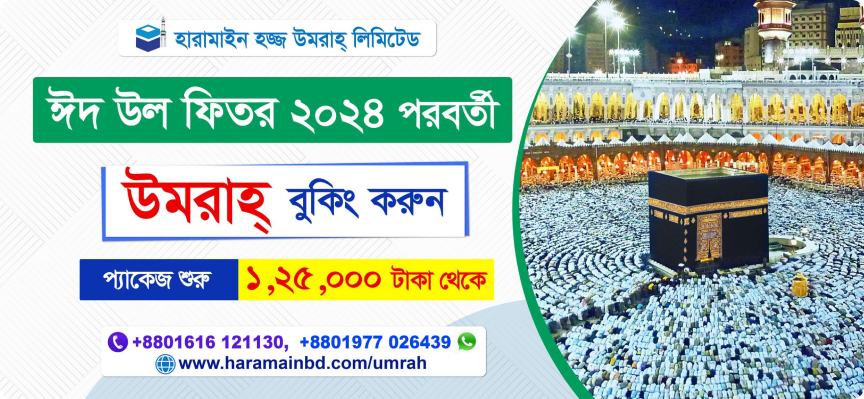 হারামাইন হজ্জ উমরাহ্ লিমিটেড
ঈদ উল ফিতর ২০২৪ পরবর্তী
উমরাহ্ বুকিং করুন
প্যাকেজ শুরু ১,২৫,০০০ টাকা থেকে
+8801616 121130, +8801977 026439
www.haramainbd.com/umrah